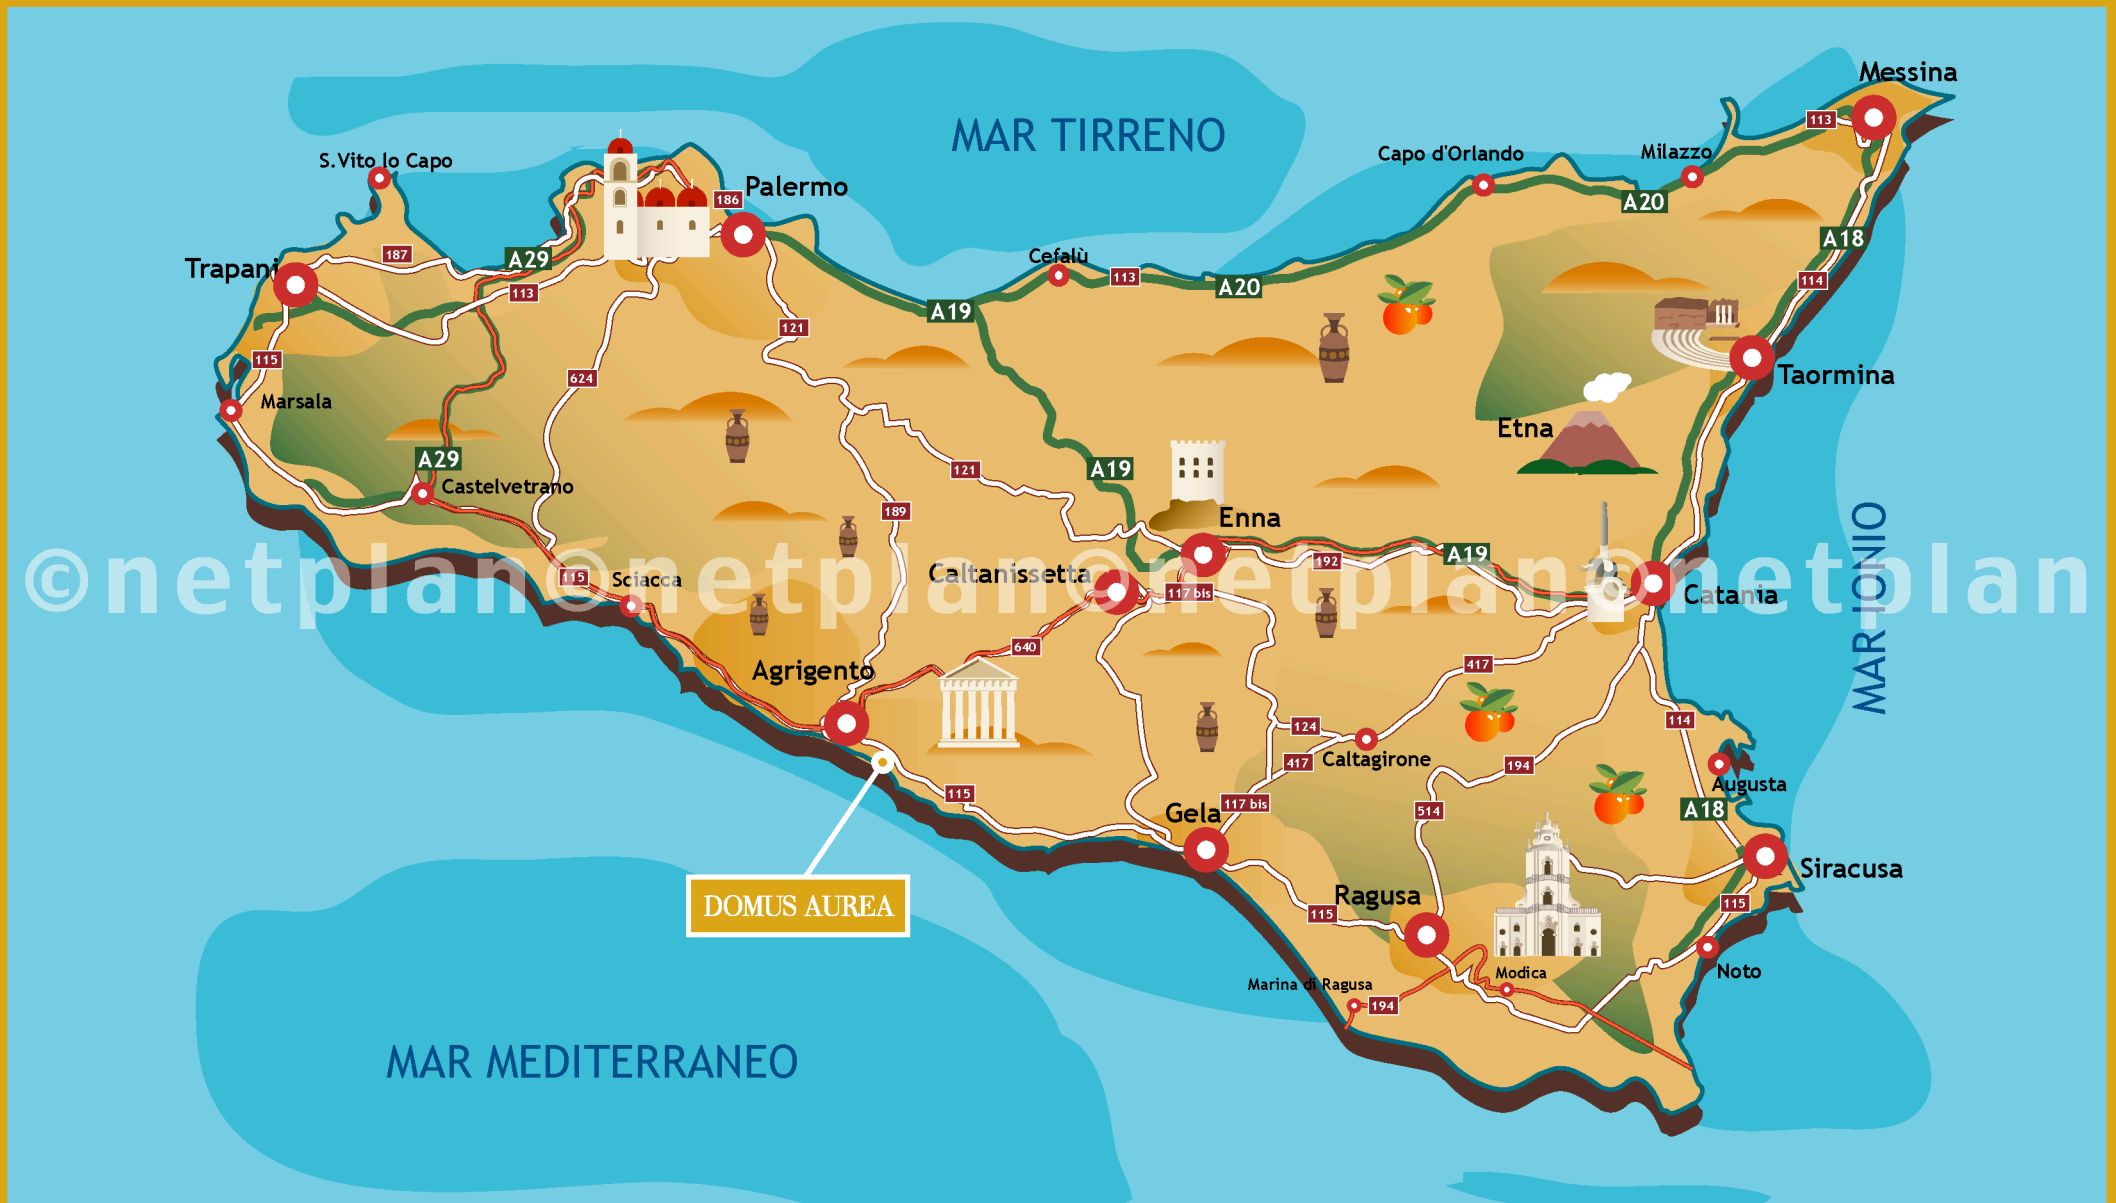 Messina
113
MAR TIRRENO
S.Vito lo Capo
Capo d'Orlando
Milazzo
Palermo
186
A20
A18
187
A29
Cefalù
113
A20
114
Trapani
113
A19
121
115
624
Taormina
Marsala
Etna
A29
121
A19
Castelvetrano
189
Enna
MAR IONIO
A19
192
©netplan©netplan©netplan©netplan
115
Sciacca
Caltanissetta
117 bis
Catania
640
417
Agrigento
124
114
417
Caltagirone
194
Augusta
115
117 bis
514
A18
Gela
Siracusa
DOMUS AUREA
115
Ragusa
115
Modica
Noto
Marina di Ragusa
194
MAR MEDITERRANEO